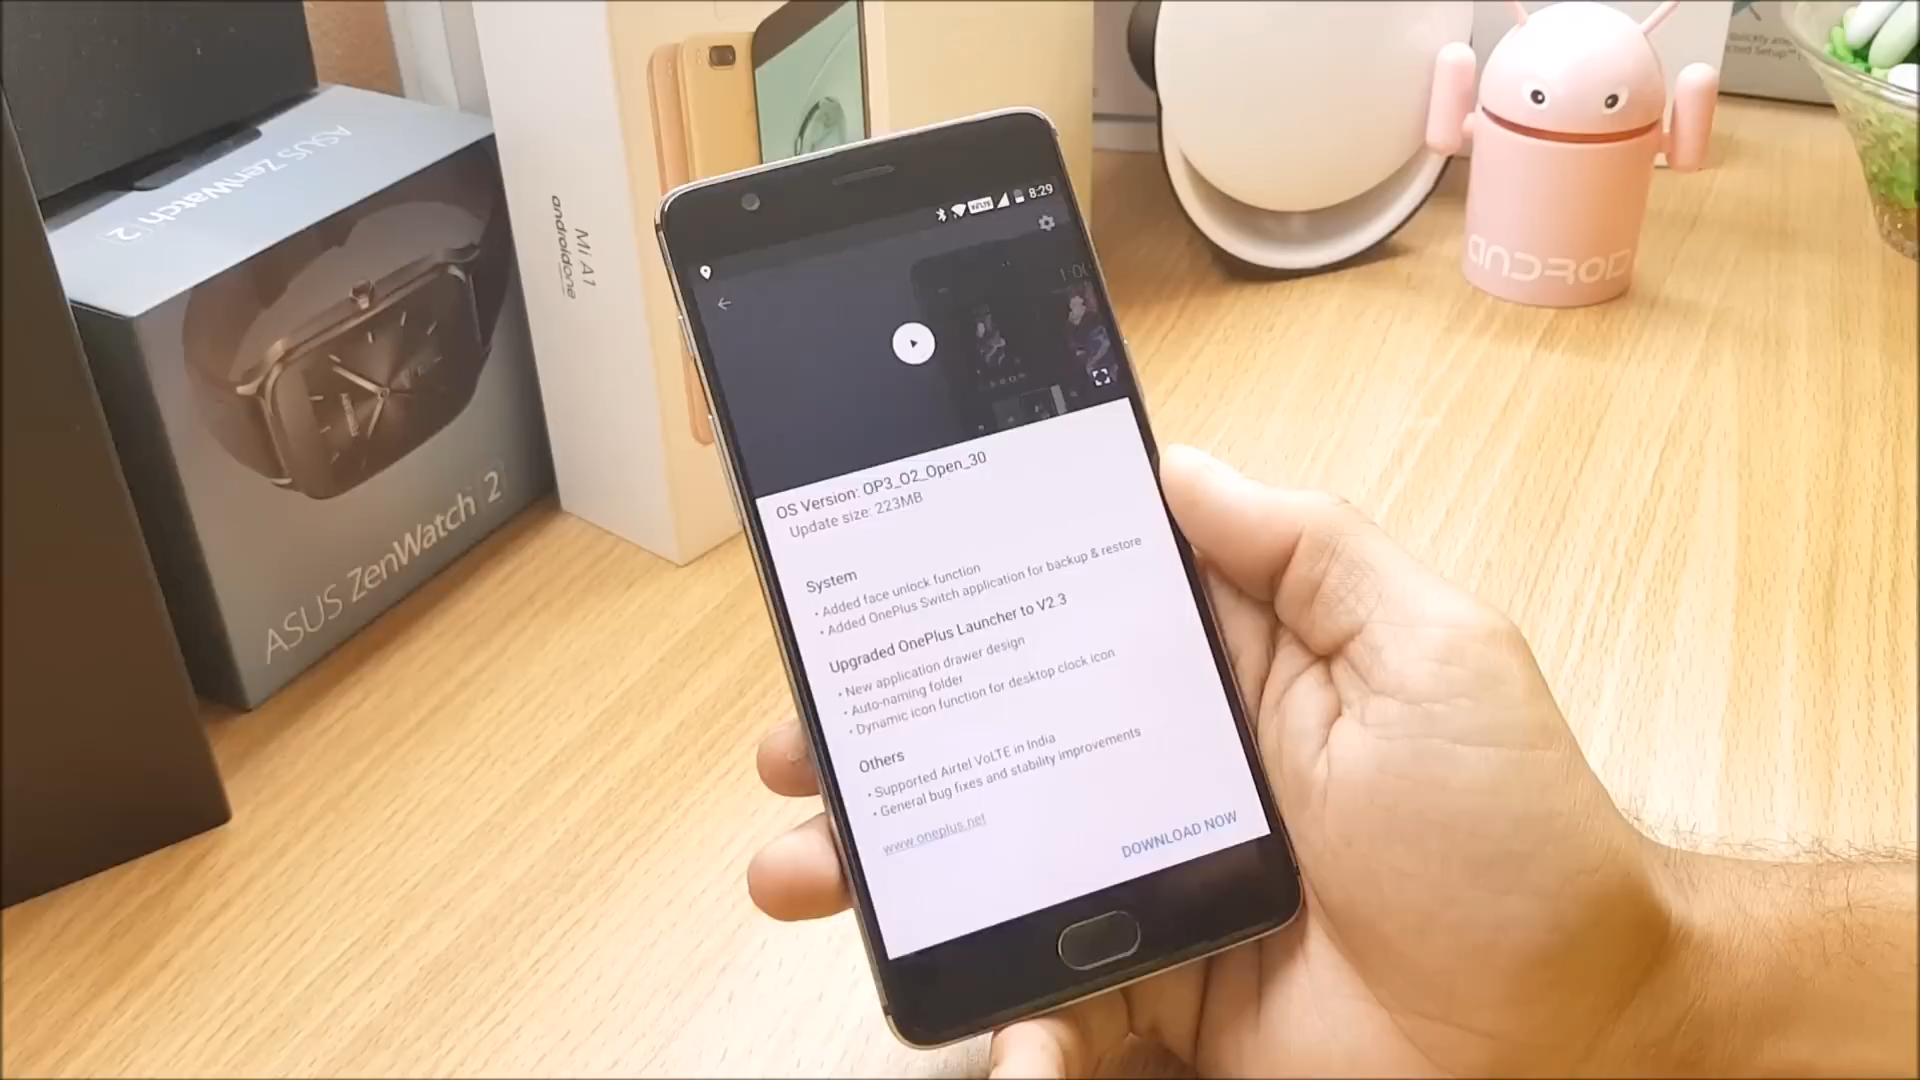 ASUS ZenWatch 2
ASUS ZenWatch 2
Mi A1
androidone
8:29
1:00
OS Version: OP3_O2_Open_30
Update size: 223MB
System
• Added face unlock function
• Added OnePlus Switch application for backup & restore
Upgraded OnePlus Launcher to V2.3
• New application drawer design
• Auto-naming folder
• Dynamic icon function for desktop clock icon
Others
• Supported Airtel VoLTE in India
• General bug fixes and stability improvements
www.oneplus.net
DOWNLOAD NOW
ANDROID